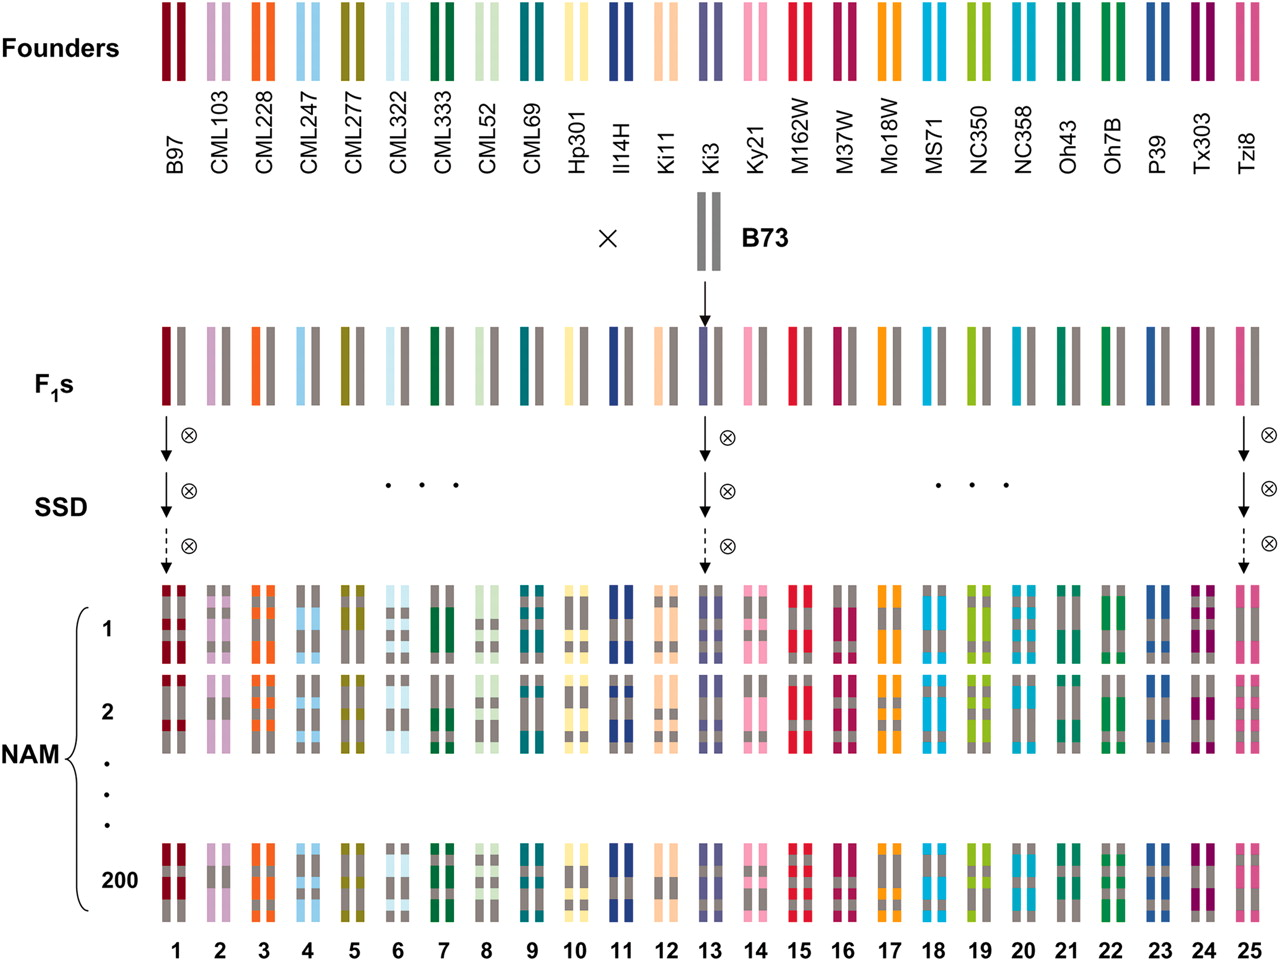 Founders
B97 CML103 CML228 CML247 CML277 CML322 CML333 CML52 CML69 Hp301 Il14H Ki11 Ki3 Ky21 M162W M37W Mo18W MS71 NC350 NC358 Oh43 Oh7B P39 Tx303 Tzi8
× B73
F1s
SSD
1
2
NAM
200
1 2 3 4 5 6 7 8 9 10 11 12 13 14 15 16 17 18 19 20 21 22 23 24 25